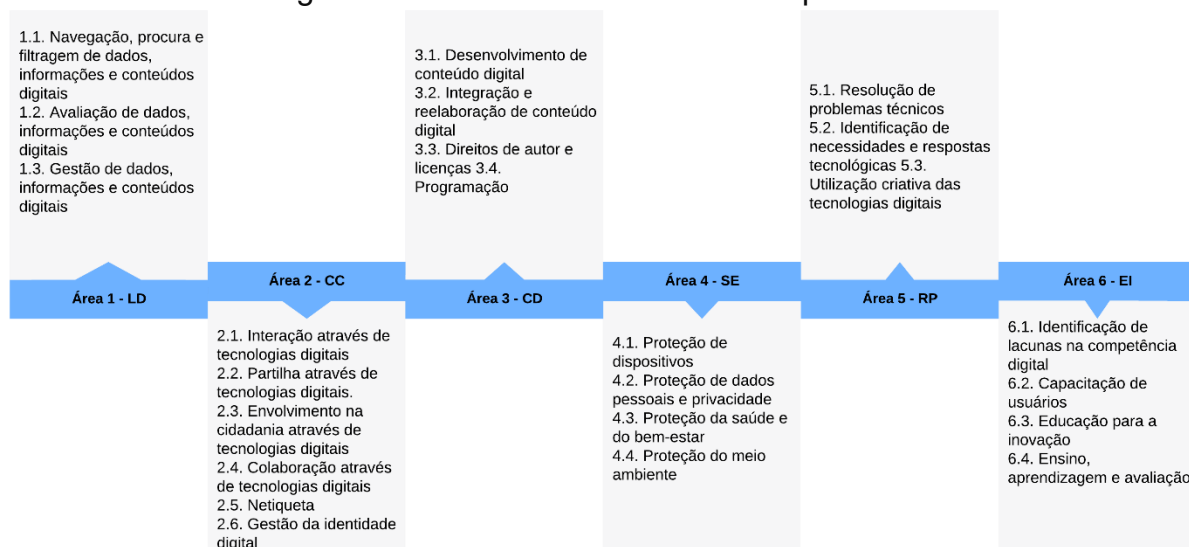 1.1. Navegação, procura e
filtragem de dados,
informações e conteúdos
digitais
1.2. Avaliação de dados,
informações e conteúdos
digitais
1.3. Gestão de dados,
informações e conteúdos
digitais
Área 1 - LD
Área 2 - CC
2.1. Interação através de
tecnologias digitais
2.2. Partilha através de
tecnologias digitais.
2.3. Envolvimento na
cidadania através de
tecnologias digitais
2.4. Colaboração através
de tecnologias digitais
2.5. Netiqueta
2.6. Gestão da identidade
digital
3.1. Desenvolvimento de
conteúdo digital
3.2. Integração e
reelaboração de conteúdo
digital
3.3. Direitos de autor e
licenças 3.4.
Programação
Área 3 - CD
Área 4 - SE
4.1. Proteção de
dispositivos
4.2. Proteção de dados
pessoais e privacidade
4.3. Proteção da saúde e
do bem-estar
4.4. Proteção do meio
ambiente
5.1. Resolução de
problemas técnicos
5.2. Identificação de
necessidades e respostas
tecnológicas 5.3.
Utilização criativa das
tecnologias digitais
Área 5 - RP
Área 6 - EI
6.1. Identificação de
lacunas na competência
digital
6.2. Capacitação de
usuários
6.3. Educação para a
inovação
6.4. Ensino,
aprendizagem e avaliação